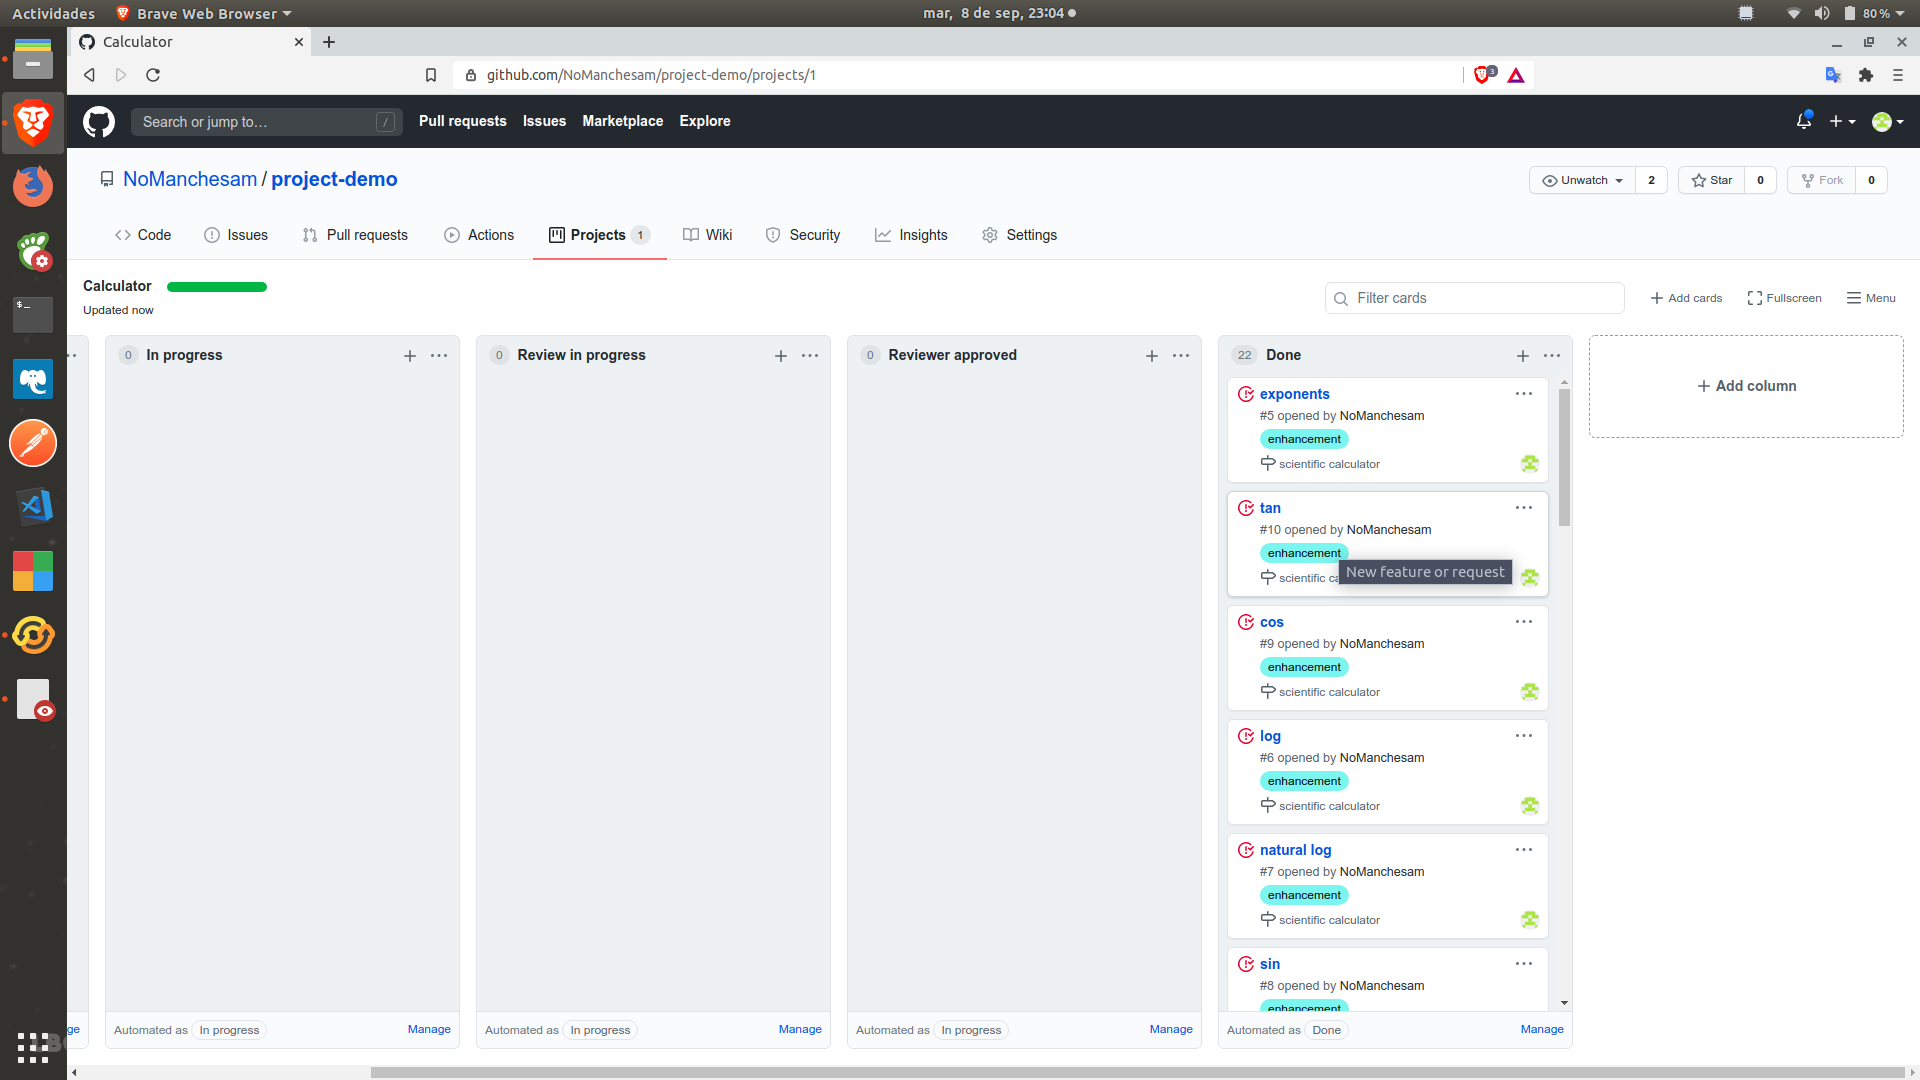 Actividades
Brave Web Browser
mar, 8 de sep, 23:04
80 %
Calculator
github.com/NoManchesam/project-demo/projects/1
3
Search or jump to…
/
Pull requests
Issues
Marketplace
Explore
NoManchesam / project-demo
Unwatch
2
Star
0
Fork
0
Code
Issues
Pull requests
Actions
Projects
1
Wiki
Security
Insights
Settings
Calculator
Updated now
Filter cards
Add cards
Fullscreen
Menu
0
In progress
0
Review in progress
0
Reviewer approved
22
Done
Add column
exponents
#5 opened by NoManchesam
enhancement
scientific calculator
tan
#10 opened by NoManchesam
enhancement
scientific ca
New feature or request
cos
#9 opened by NoManchesam
enhancement
scientific calculator
log
#6 opened by NoManchesam
enhancement
scientific calculator
natural log
#7 opened by NoManchesam
enhancement
scientific calculator
sin
#8 opened by NoManchesam
enhancement
ge
Automated as In progress
Manage
Automated as In progress
Manage
Automated as In progress
Manage
Automated as Done
Manage